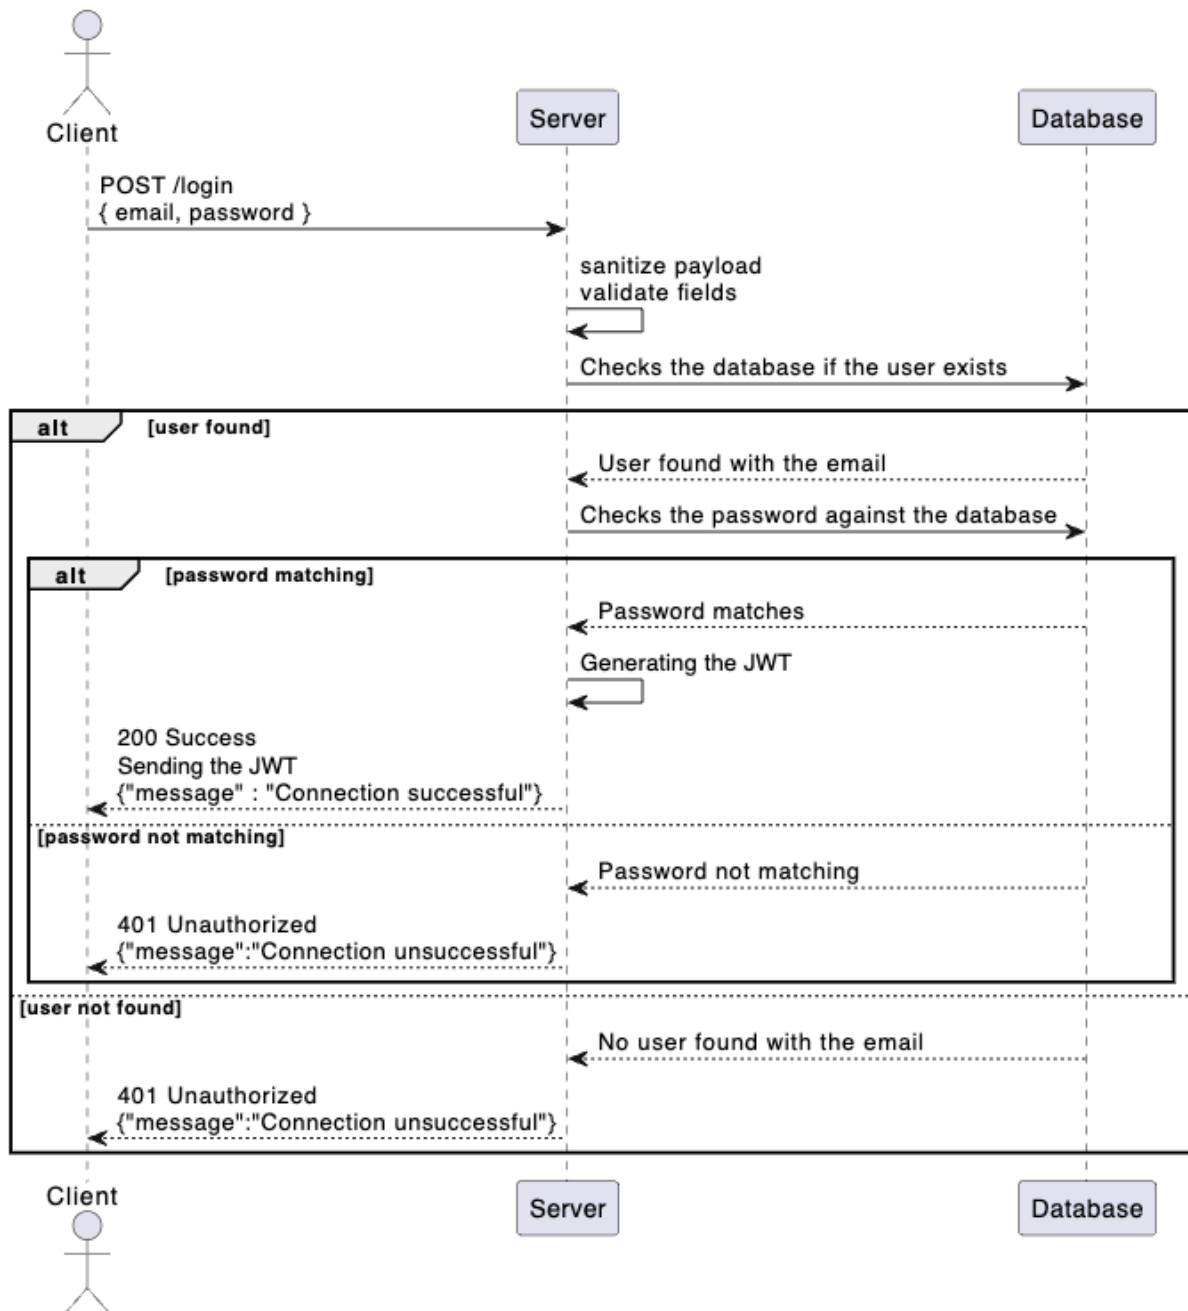 Client
Server
Database
POST /login
{ email, password }
sanitize payload
validate fields
Checks the database if the user exists
alt
[user found]
User found with the email
Checks the password against the database
alt
[password matching]
Password matches
Generating the JWT
200 Success
Sending the JWT
{"message" : "Connection successful"}
[password not matching]
Password not matching
401 Unauthorized
{"message":"Connection unsuccessful"}
[user not found]
No user found with the email
401 Unauthorized
{"message":"Connection unsuccessful"}
Client
Server
Database